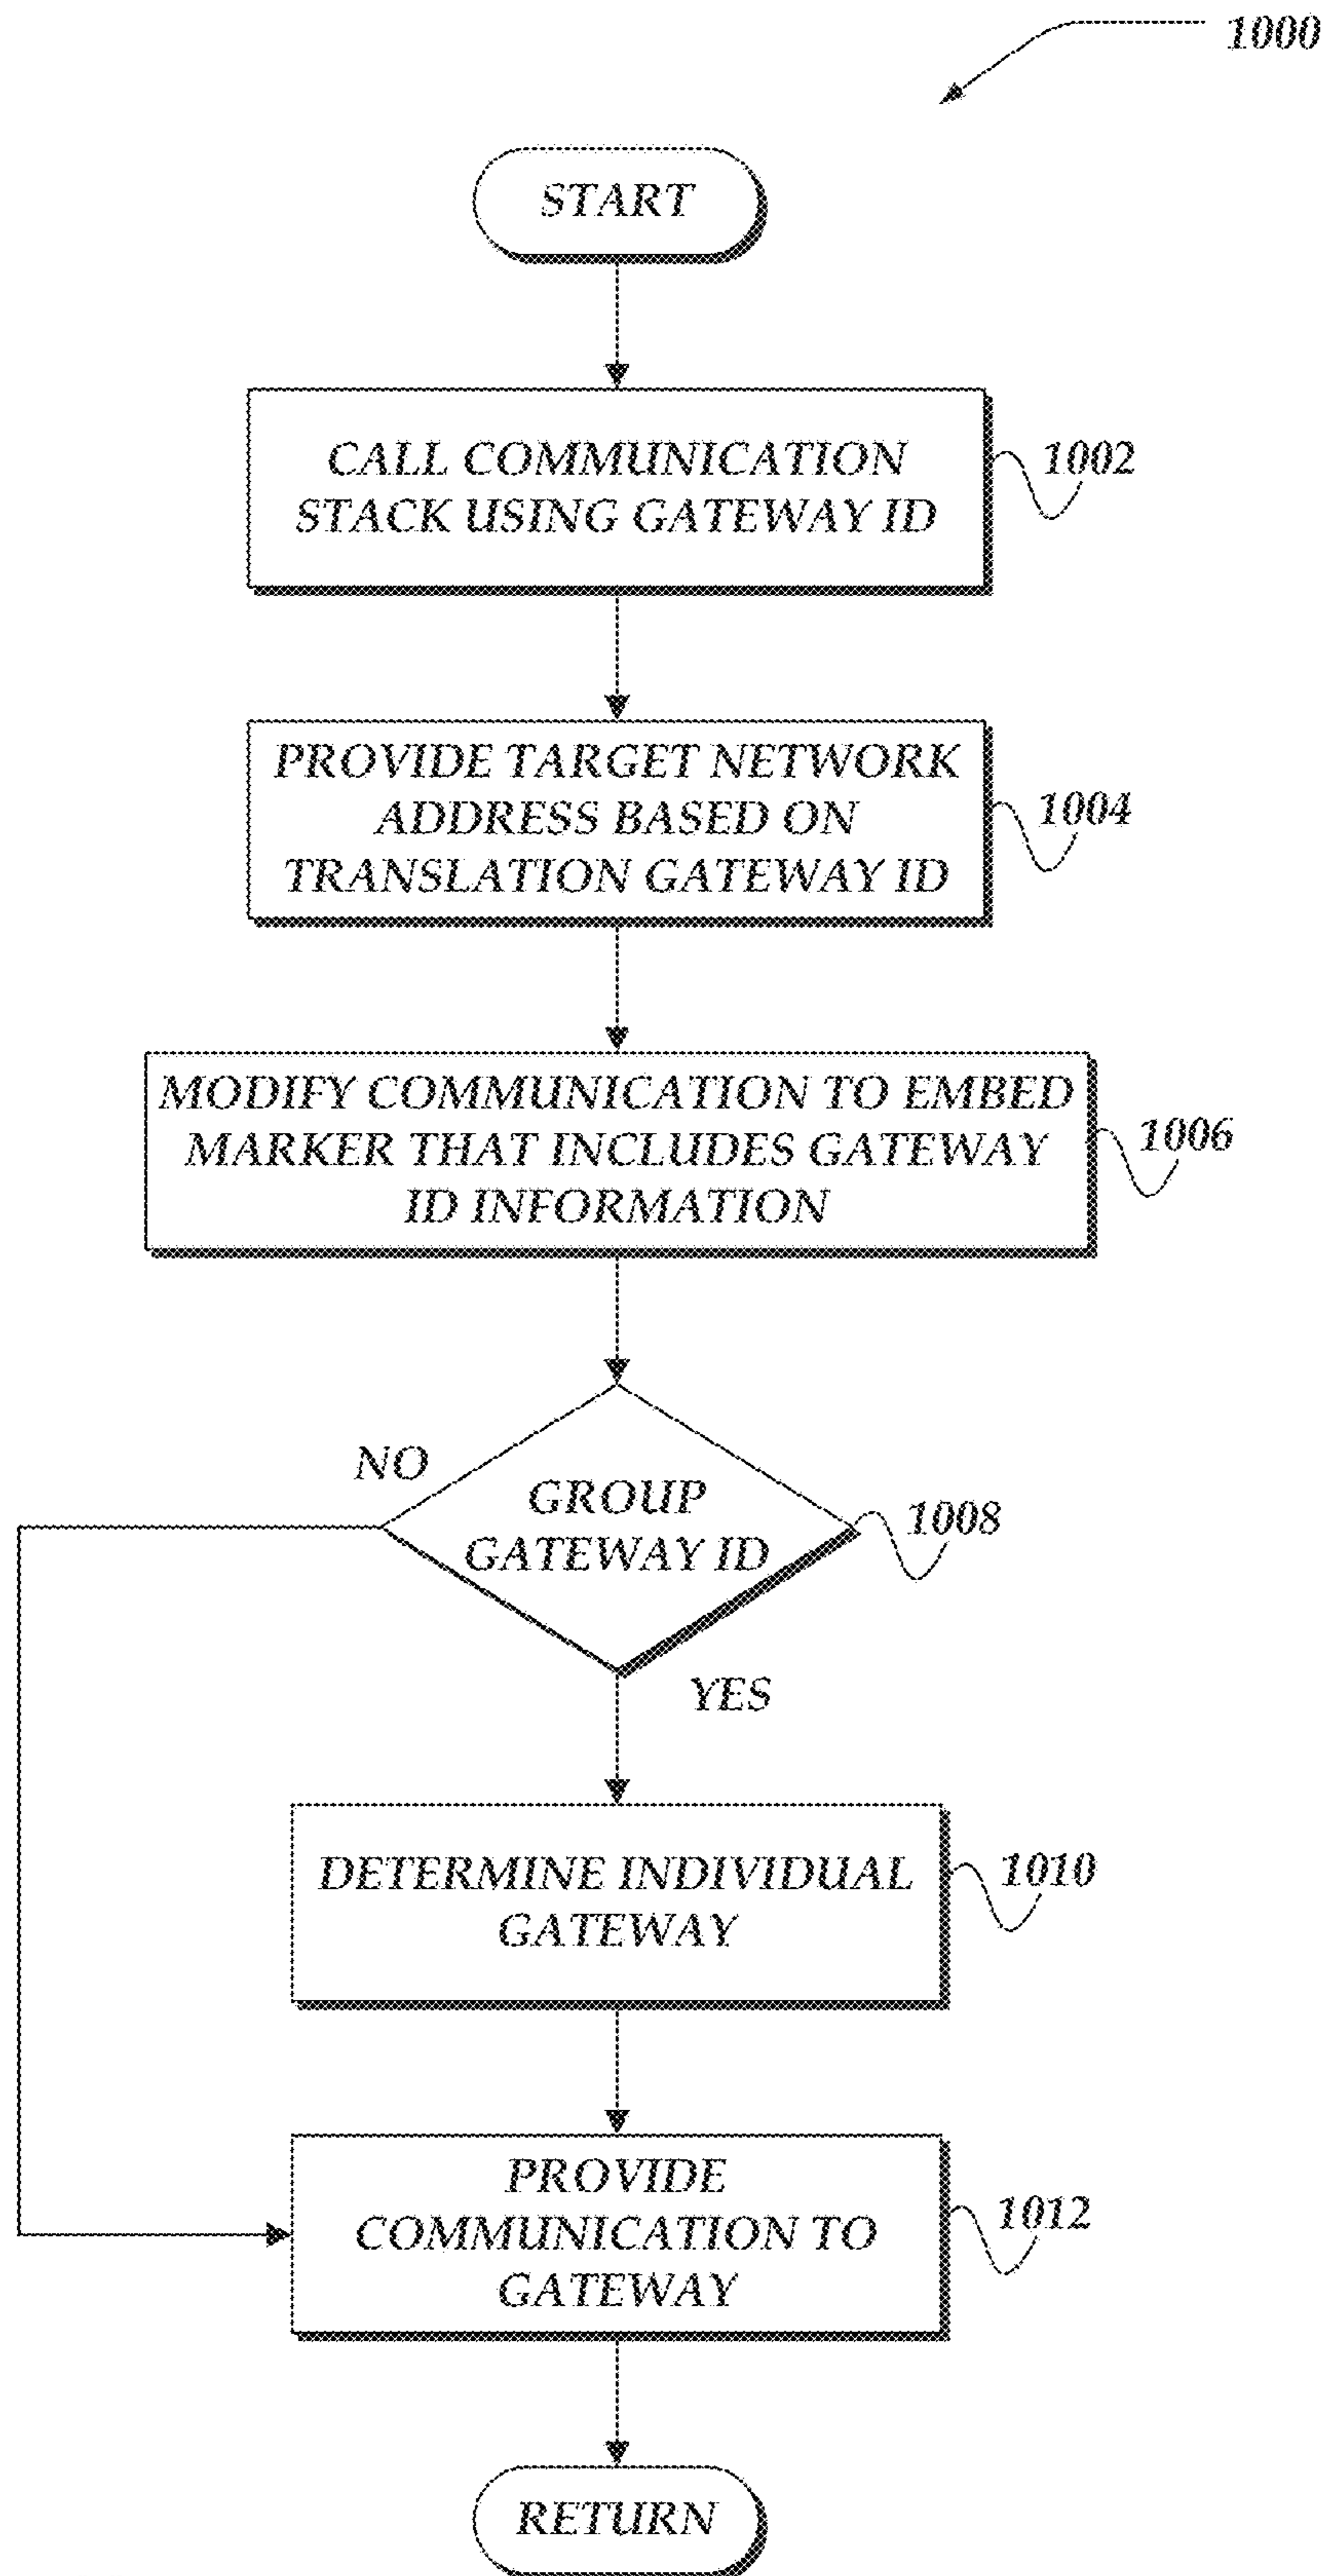 1000
START
CALL COMMUNICATION
STACK USING GATEWAY ID
1002
PROVIDE TARGET NETWORK
ADDRESS BASED ON
TRANSLATION GATEWAY ID
1004
MODIFY COMMUNICATION TO EMBED
MARKER THAT INCLUDES GATEWAY
ID INFORMATION
1006
NO
GROUP
GATEWAY ID
1008
YES
DETERMINE INDIVIDUAL
GATEWAY
1010
PROVIDE
COMMUNICATION TO
GATEWAY
1012
RETURN